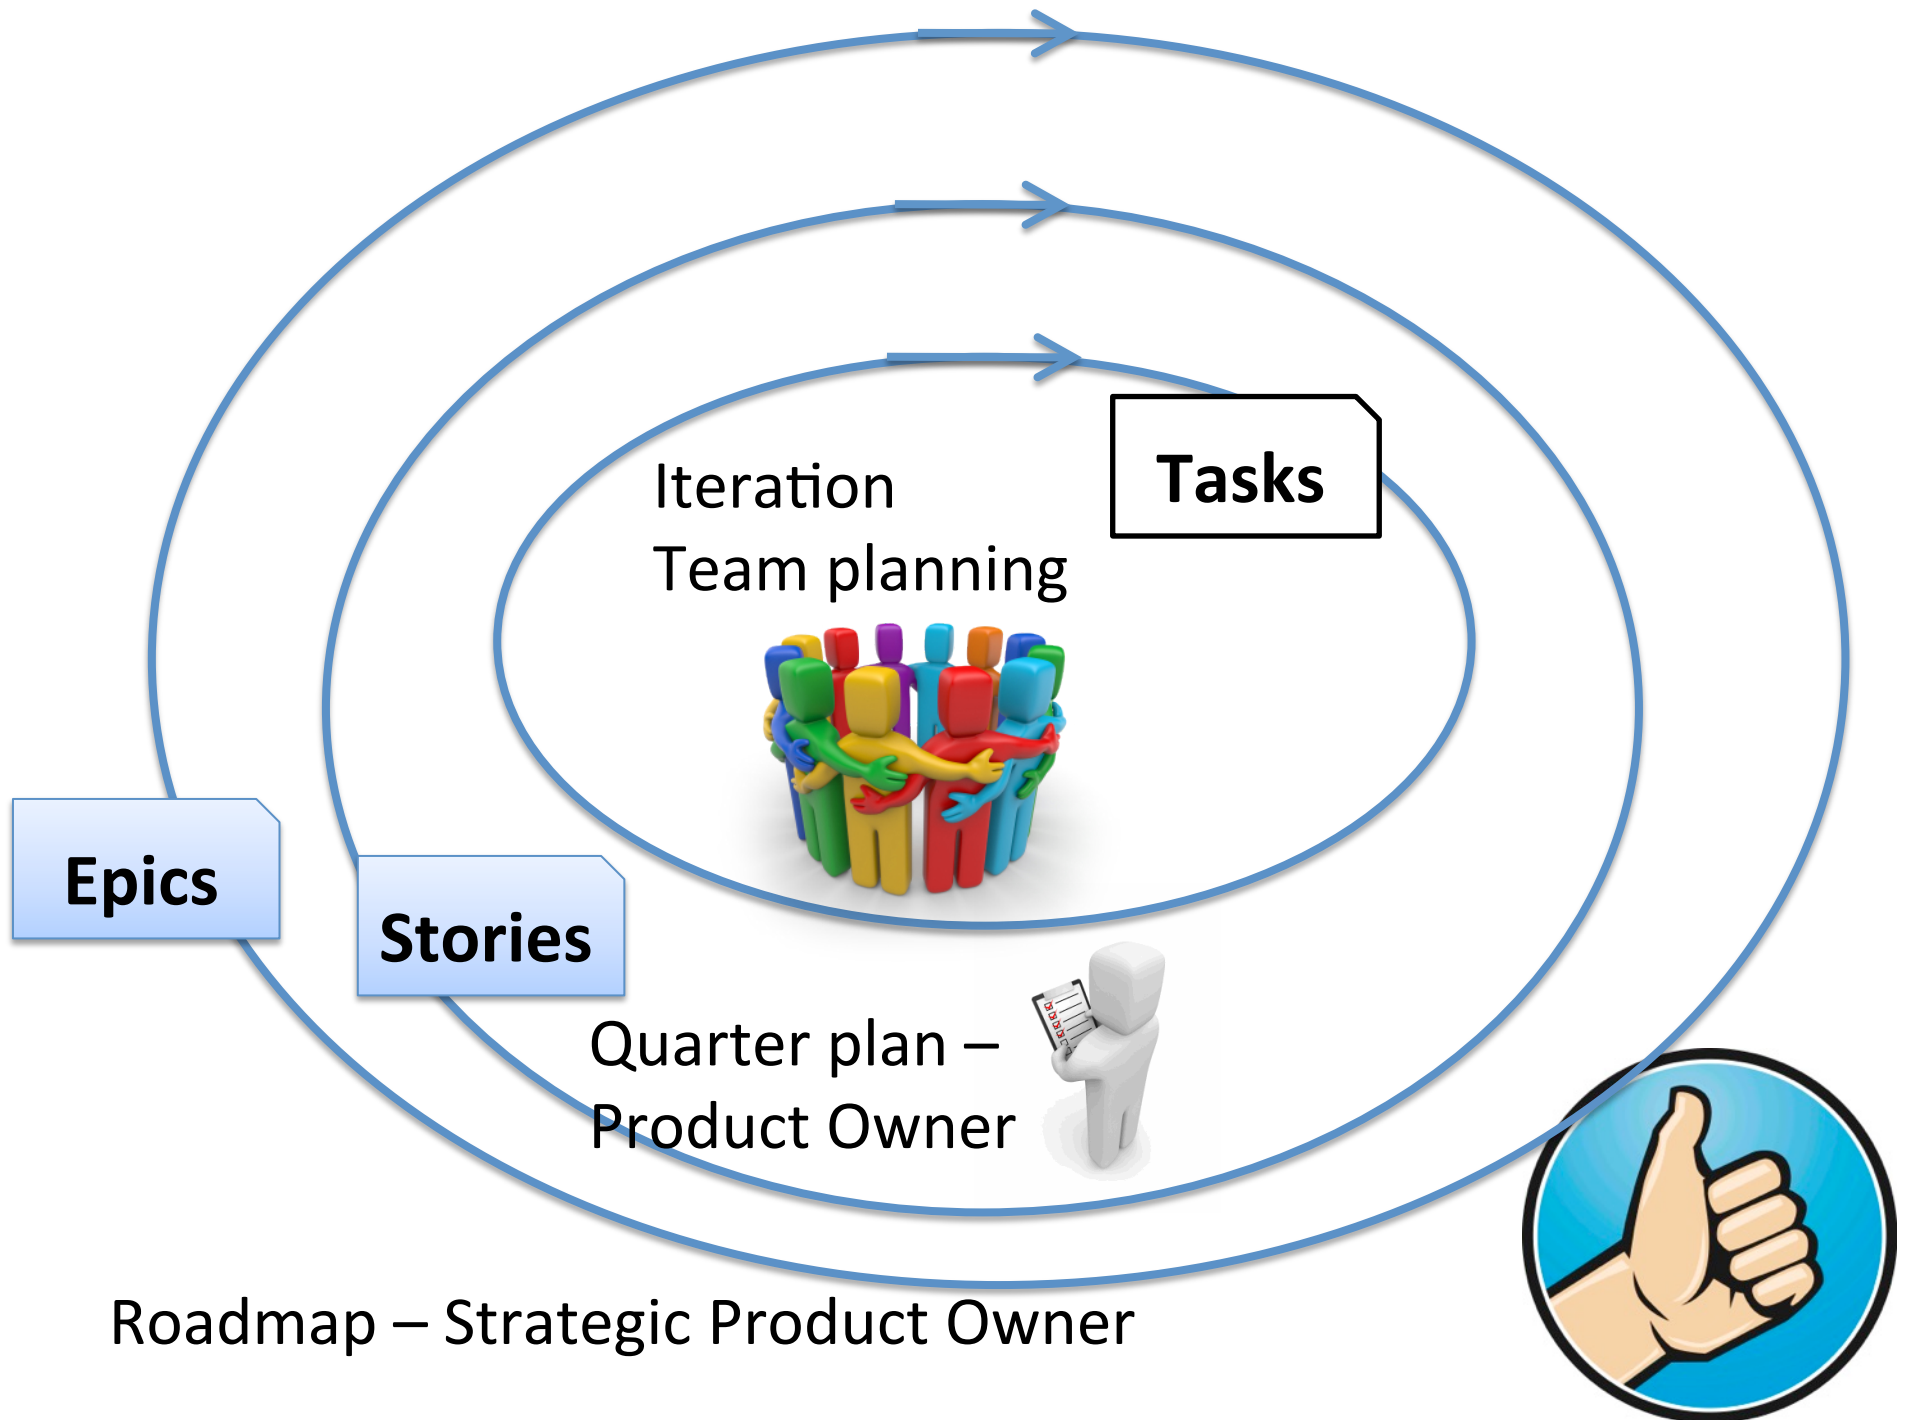 Iteration
Team planning
Tasks
Epics
Stories
Quarter plan –
Product Owner
Roadmap – Strategic Product Owner